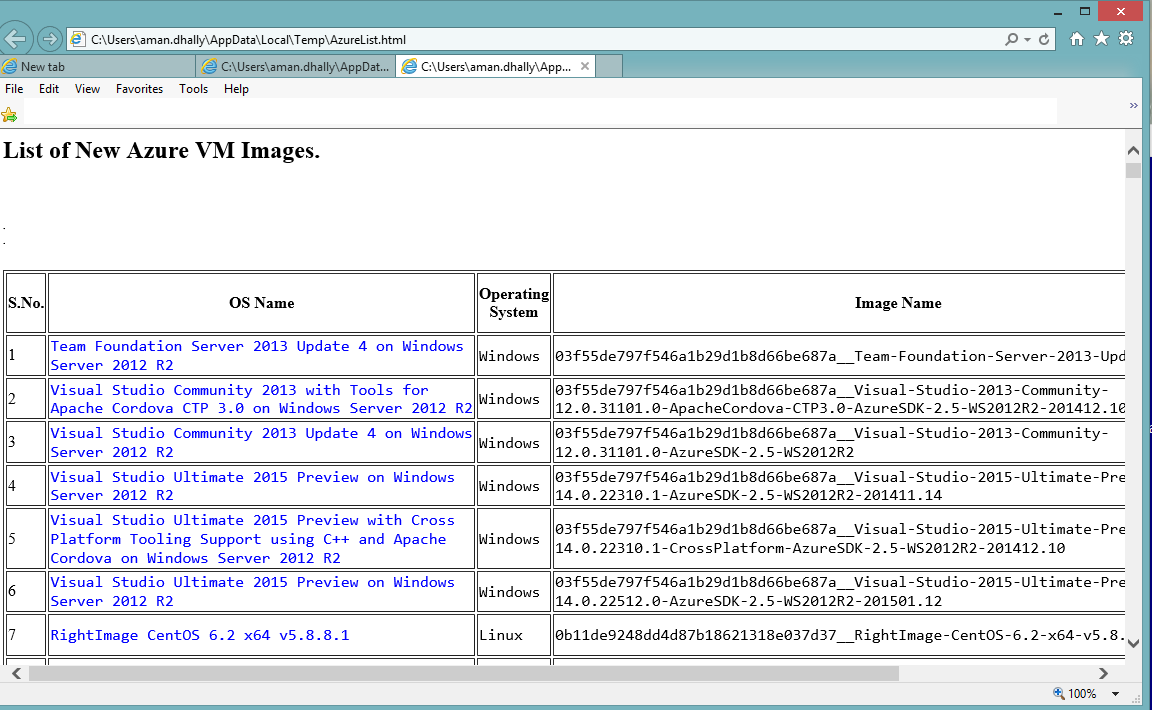 C:\Users\aman.dhally\AppData\Local\Temp\AzureList.html
New tab
C:\Users\aman.dhally\AppDat...
C:\Users\aman.dhally\App...
File Edit View Favorites Tools Help
List of New Azure VM Images.
.
.
S.No. OS Name Operating System Image Name
1 Team Foundation Server 2013 Update 4 on Windows
Server 2012 R2
Windows
03f55de797f546a1b29d1b8d66be687a__Team-Foundation-Server-2013-Upd
2 Visual Studio Community 2013 with Tools for
Apache Cordova CTP 3.0 on Windows Server 2012 R2
Windows
03f55de797f546a1b29d1b8d66be687a__Visual-Studio-2013-Community-
12.0.31101.0-ApacheCordova-CTP3.0-AzureSDK-2.5-WS2012R2-201412.10
3 Visual Studio Community 2013 Update 4 on Windows
Server 2012 R2
Windows
03f55de797f546a1b29d1b8d66be687a__Visual-Studio-2013-Community-
12.0.31101.0-AzureSDK-2.5-WS2012R2
4 Visual Studio Ultimate 2015 Preview on Windows
Server 2012 R2
Windows
03f55de797f546a1b29d1b8d66be687a__Visual-Studio-2015-Ultimate-Pre
14.0.22310.1-AzureSDK-2.5-WS2012R2-201411.14
5 Visual Studio Ultimate 2015 Preview with Cross
Platform Tooling Support using C++ and Apache
Cordova on Windows Server 2012 R2
Windows
03f55de797f546a1b29d1b8d66be687a__Visual-Studio-2015-Ultimate-Pre
14.0.22310.1-CrossPlatform-AzureSDK-2.5-WS2012R2-201412.10
6 Visual Studio Ultimate 2015 Preview on Windows
Server 2012 R2
Windows
03f55de797f546a1b29d1b8d66be687a__Visual-Studio-2015-Ultimate-Pre
14.0.22512.0-AzureSDK-2.5-WS2012R2-201501.12
7 RightImage CentOS 6.2 x64 v5.8.8.1
Linux
0b11de9248dd4d87b18621318e037d37__RightImage-CentOS-6.2-x64-v5.8.
100%